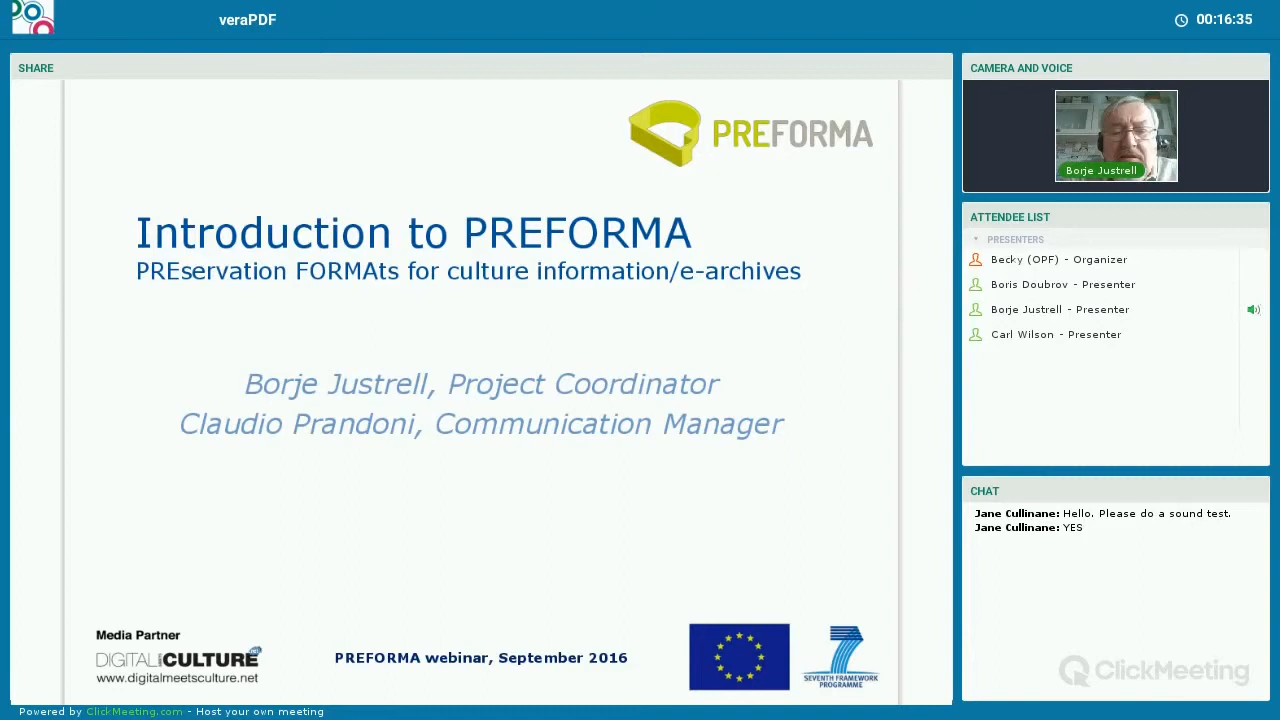 veraPDF
00:16:35
SHARE
PREFORMA
Introduction to PREFORMA
PREservation FORMAts for culture information/e-archives
Borje Justrell, Project Coordinator
Claudio Prandoni, Communication Manager
Media Partner
DIGITAL meets CULTURE .net
www.digitalmeetsculture.net
PREFORMA webinar, September 2016
7
SEVENTH FRAMEWORK
PROGRAMME
CAMERA AND VOICE
Borje Justrell
ATTENDEE LIST
PRESENTERS
Becky (OPF) - Organizer
Boris Doubrov - Presenter
Borje Justrell - Presenter
Carl Wilson - Presenter
CHAT
Jane Cullinane: Hello. Please do a sound test.
Jane Cullinane: YES
ClickMeeting
Powered by ClickMeeting.com - Host your own meeting